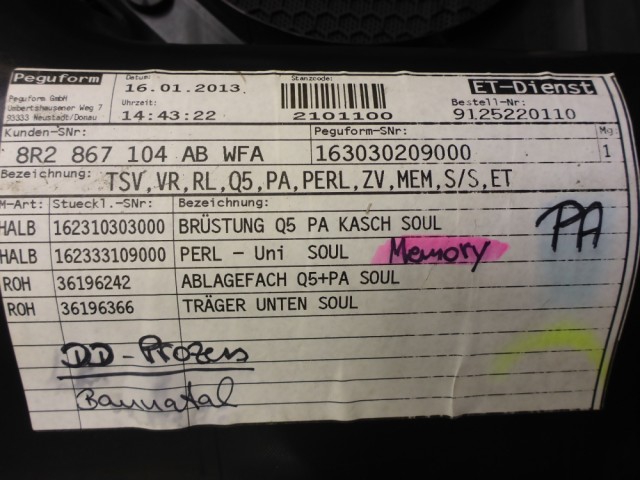 Peguform
Peguform GmbH
Umbertshausener Weg 7
93333 Neustadt/Donau
Datum:
16.01.2013
Uhrzeit:
14:43:22
Stanzcode:
2101100
ET-Dienst
Bestell-Nr:
9125220110
Kunden-SNr:
8R2 867 104 AB WFA
Peguform-SNr:
163030209000
Mg:
1
Bezeichnung: TSV,VR,RL,Q5,PA,PERL,ZV,MEM,S/S,ET
M-Art: Stueckl.-SNr: Bezeichnung:
HALB 162310303000 BRÜSTUNG Q5 PA KASCH SOUL
HALB 162333109000 PERL - Uni SOUL Memory
ROH 36196242 ABLAGEFACH Q5+PA SOUL
ROH 36196366 TRÄGER UNTEN SOUL
PA
DD-Prozess
Baunatal